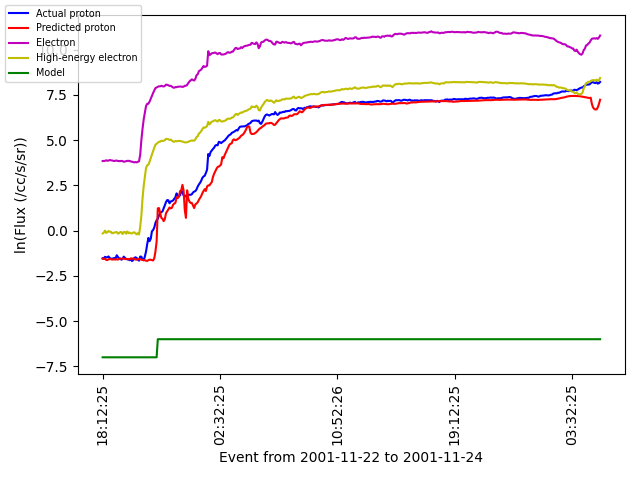 Actual proton
Predicted proton
Electron
High-energy electron
Model
10.0
7.5
5.0
2.5
0.0
−2.5
−5.0
−7.5
ln(Flux (/cc/s/sr))
18:12:25
02:32:25
10:52:26
19:12:25
03:32:25
Event from 2001-11-22 to 2001-11-24